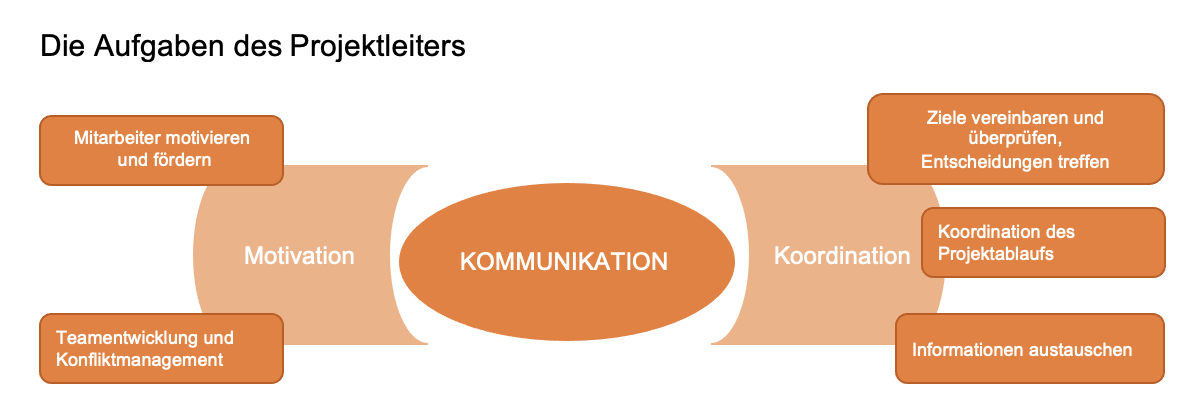 Die Aufgaben des Projektleiters
Mitarbeiter motivieren
und fördern
Motivation
Teamentwicklung und
Konfliktmanagement
KOMMUNIKATION
Ziele vereinbaren und
überprüfen,
Entscheidungen treffen
Koordination
Koordination des
Projektablaufs
Informationen austauschen